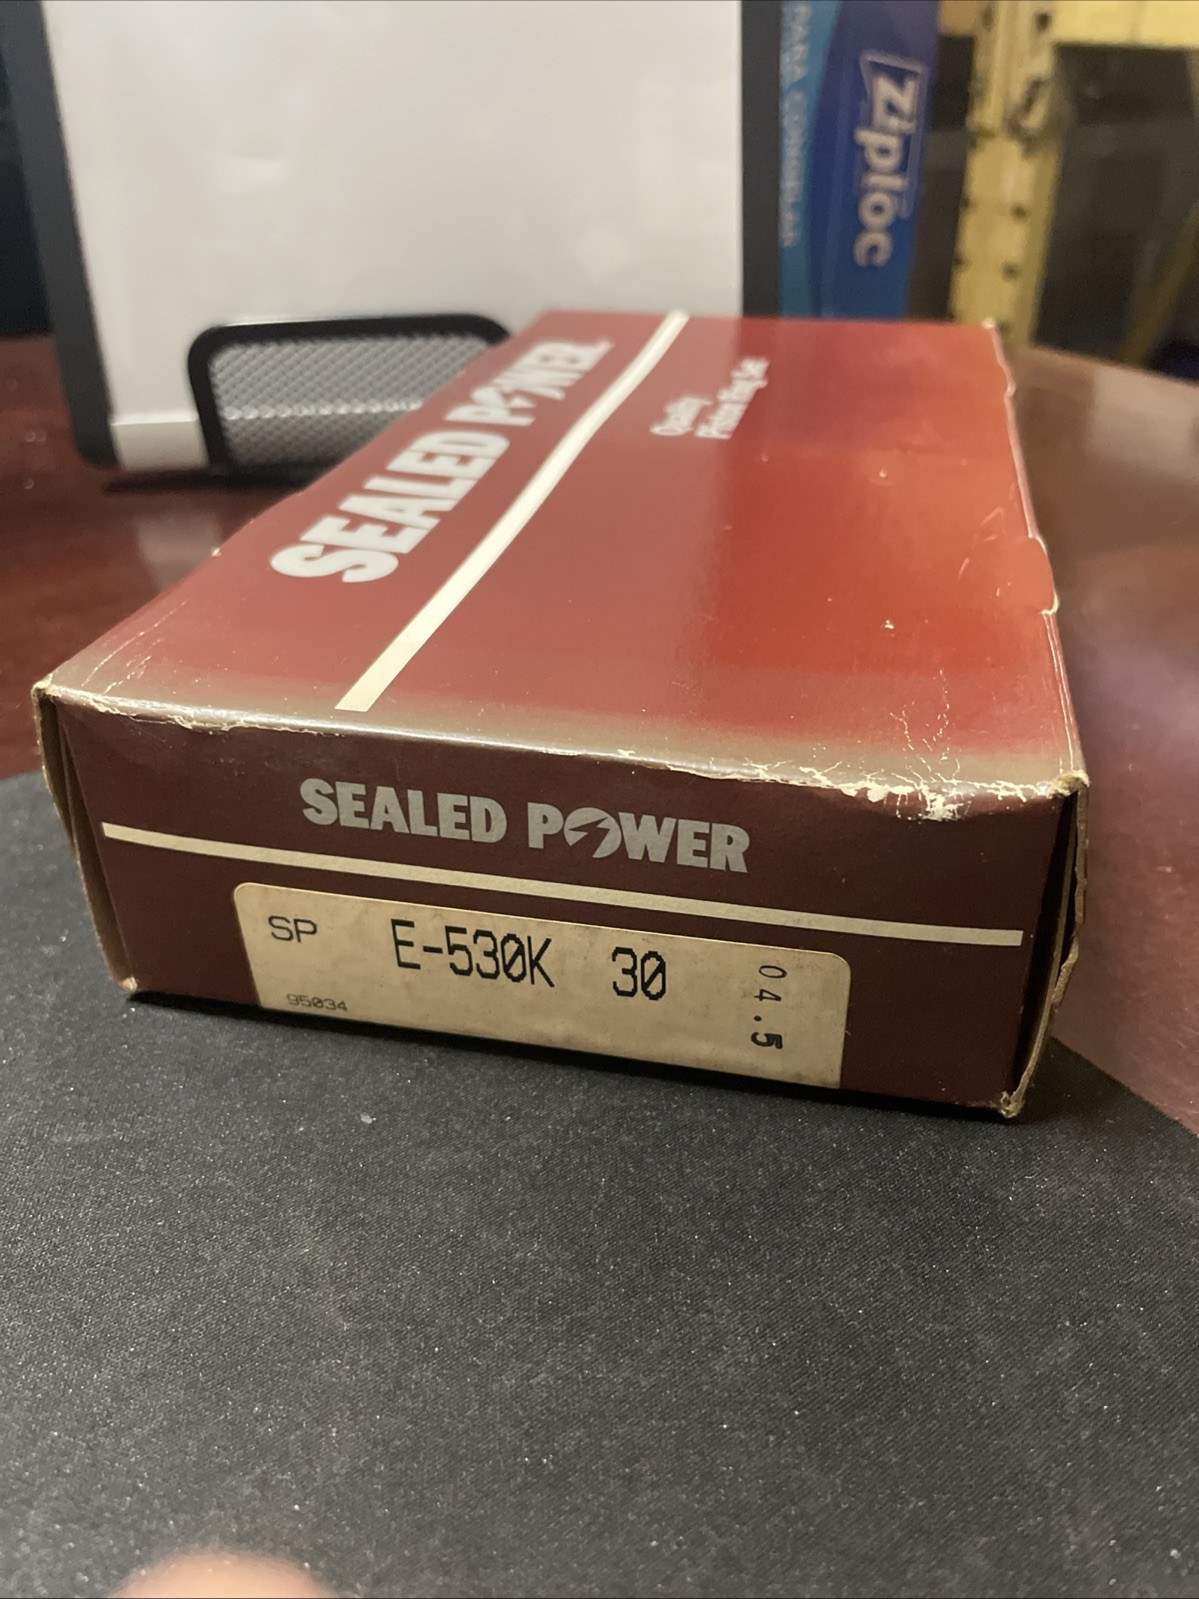 Ziploc
SEALED POWER
Quality
Piston Ring Set
SEALED POWER
SP E-530K 30 04.5
95034